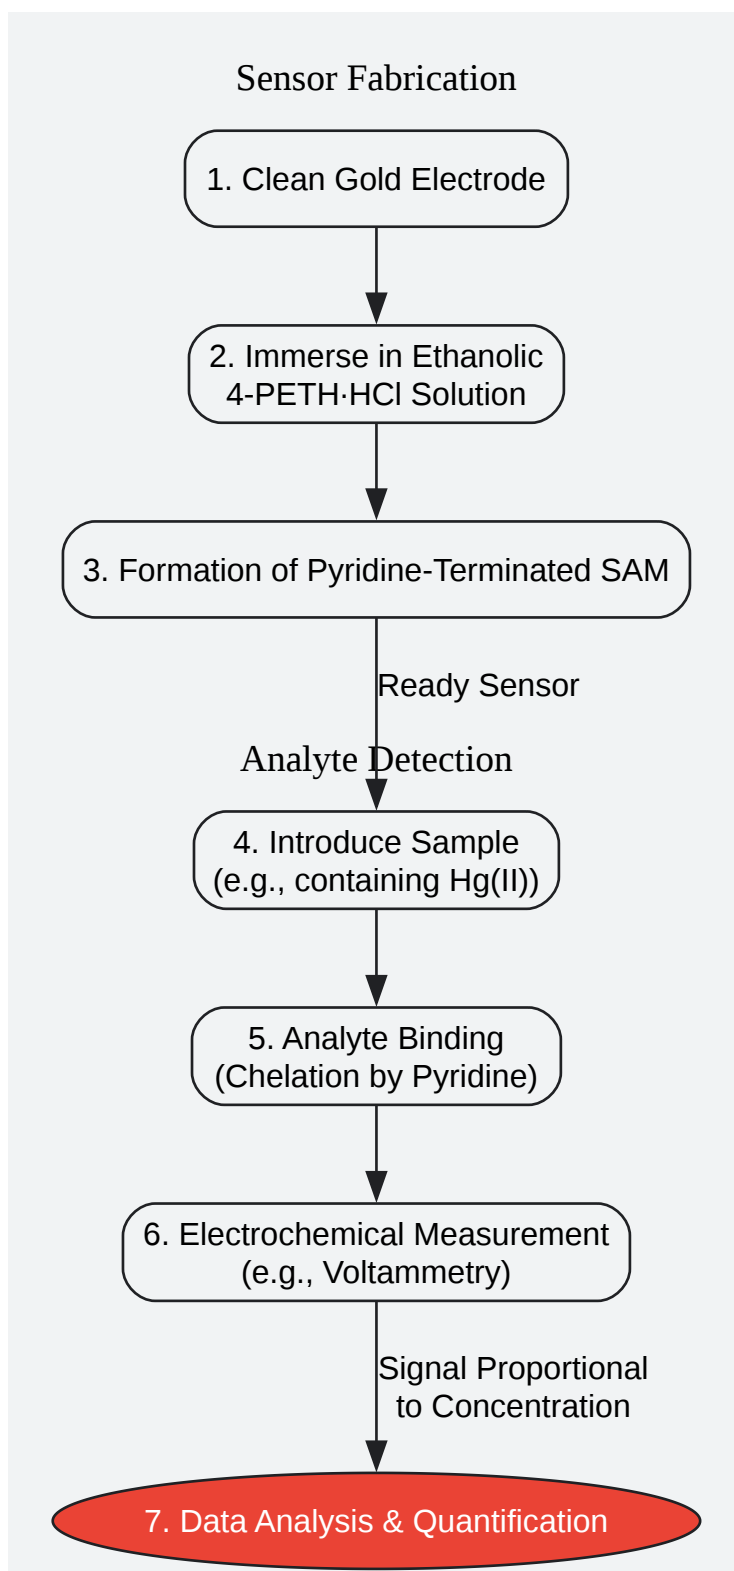 Sensor Fabrication
1. Clean Gold Electrode
2. Immerse in Ethanolic
4-PETH·HCl Solution
3. Formation of Pyridine-Terminated SAM
Ready Sensor
Analyte Detection
4. Introduce Sample
(e.g., containing Hg(II))
5. Analyte Binding
(Chelation by Pyridine)
6. Electrochemical Measurement
(e.g., Voltammetry)
Signal Proportional
to Concentration
7. Data Analysis & Quantification